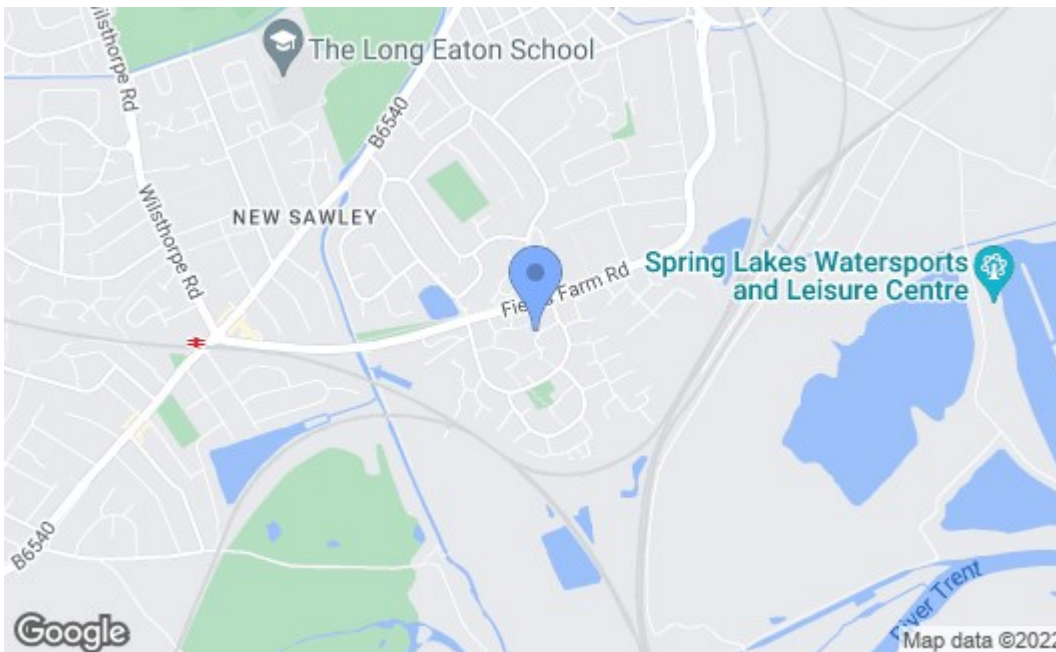 Wilsthorpe Rd
The Long Eaton School
B6540
Wilsthorpe Rd
NEW SAWLEY
Spring Lakes Watersports
and Leisure Centre
Fields Farm Rd
B6540
River Trent
Google
Map data ©2022